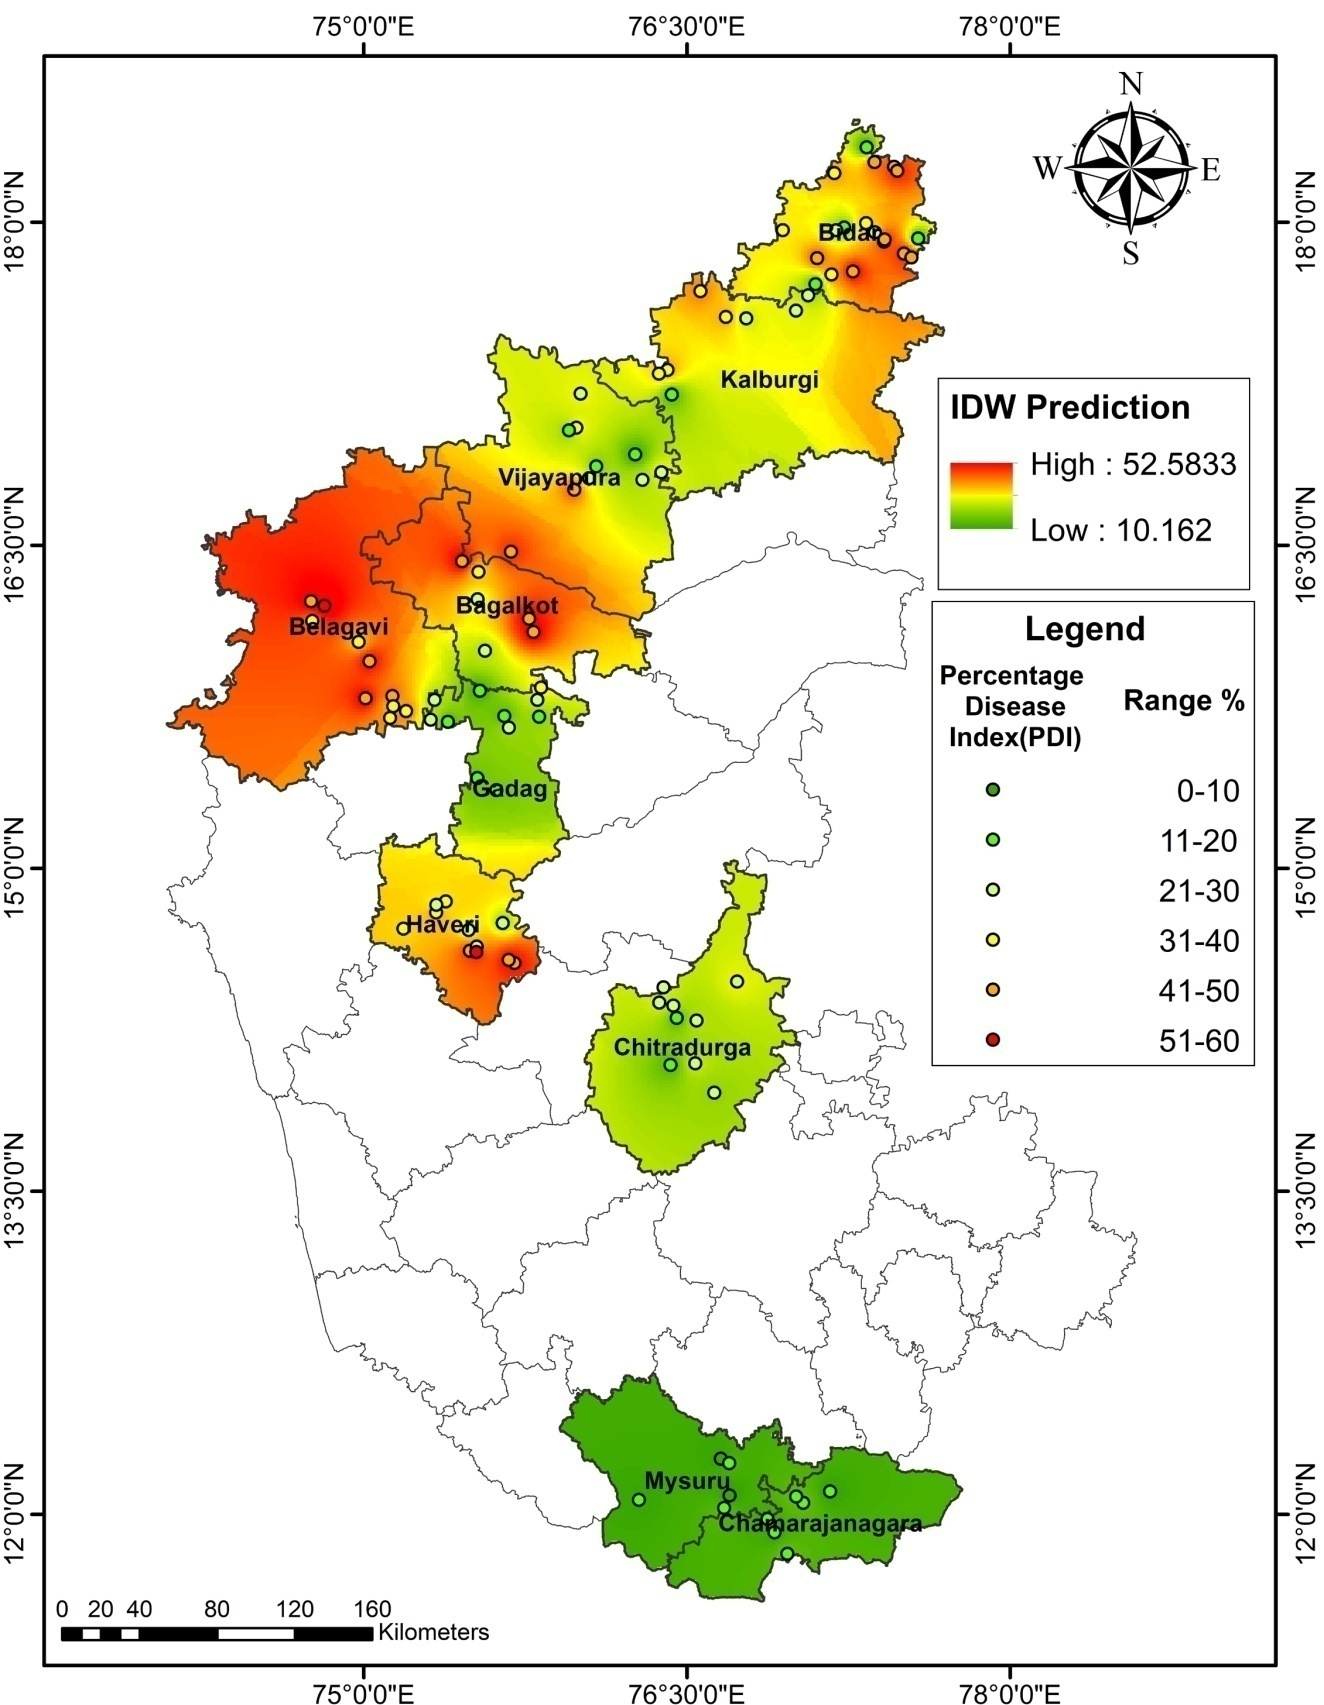 75°0'0"E 76°30'0"E 78°0'0"E
N
W E
S
18°0'0"N 18°0'0"N
Bidar
Kalburgi
IDW Prediction
High : 52.5833
Low : 10.162
Vijayapura
16°30'0"N 16°30'0"N
Bagalkot
Belagavi
Legend
Percentage
Disease
Index(PDI)
Range %
0-10
11-20
21-30
31-40
41-50
51-60
Gadag
15°0'0"N 15°0'0"N
Haveri
Chitradurga
13°30'0"N 13°30'0"N
Mysuru
Chamarajanagara
12°0'0"N 12°0'0"N
0 20 40 80 120 160
Kilometers
75°0'0"E 76°30'0"E 78°0'0"E